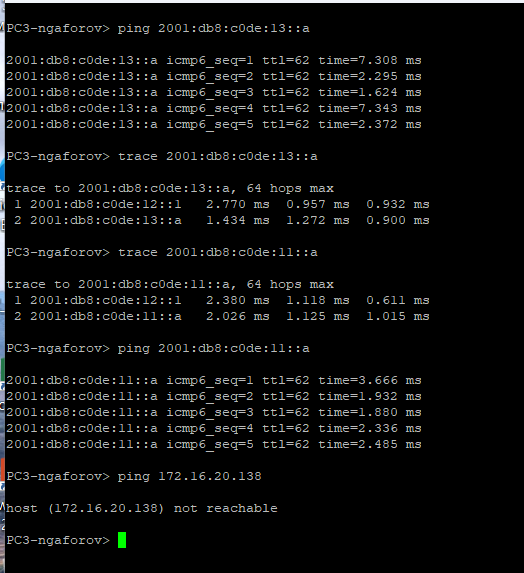 PC3-ngaforov> ping 2001:db8:c0de:13::a
2001:db8:c0de:13::a icmp6_seq=1 ttl=62 time=7.308 ms
2001:db8:c0de:13::a icmp6_seq=2 ttl=62 time=2.295 ms
2001:db8:c0de:13::a icmp6_seq=3 ttl=62 time=1.624 ms
2001:db8:c0de:13::a icmp6_seq=4 ttl=62 time=7.343 ms
2001:db8:c0de:13::a icmp6_seq=5 ttl=62 time=2.372 ms
PC3-ngaforov> trace 2001:db8:c0de:13::a
trace to 2001:db8:c0de:13::a, 64 hops max
1 2001:db8:c0de:12::1 2.770 ms 0.957 ms 0.932 ms
2 2001:db8:c0de:13::a 1.434 ms 1.272 ms 0.900 ms
PC3-ngaforov> trace 2001:db8:c0de:11::a
trace to 2001:db8:c0de:11::a, 64 hops max
1 2001:db8:c0de:12::1 2.380 ms 1.118 ms 0.611 ms
2 2001:db8:c0de:11::a 2.026 ms 1.125 ms 1.015 ms
PC3-ngaforov> ping 2001:db8:c0de:11::a
2001:db8:c0de:11::a icmp6_seq=1 ttl=62 time=3.666 ms
2001:db8:c0de:11::a icmp6_seq=2 ttl=62 time=1.932 ms
2001:db8:c0de:11::a icmp6_seq=3 ttl=62 time=1.880 ms
2001:db8:c0de:11::a icmp6_seq=4 ttl=62 time=2.336 ms
2001:db8:c0de:11::a icmp6_seq=5 ttl=62 time=2.485 ms
PC3-ngaforov> ping 172.16.20.138
host (172.16.20.138) not reachable
PC3-ngaforov>